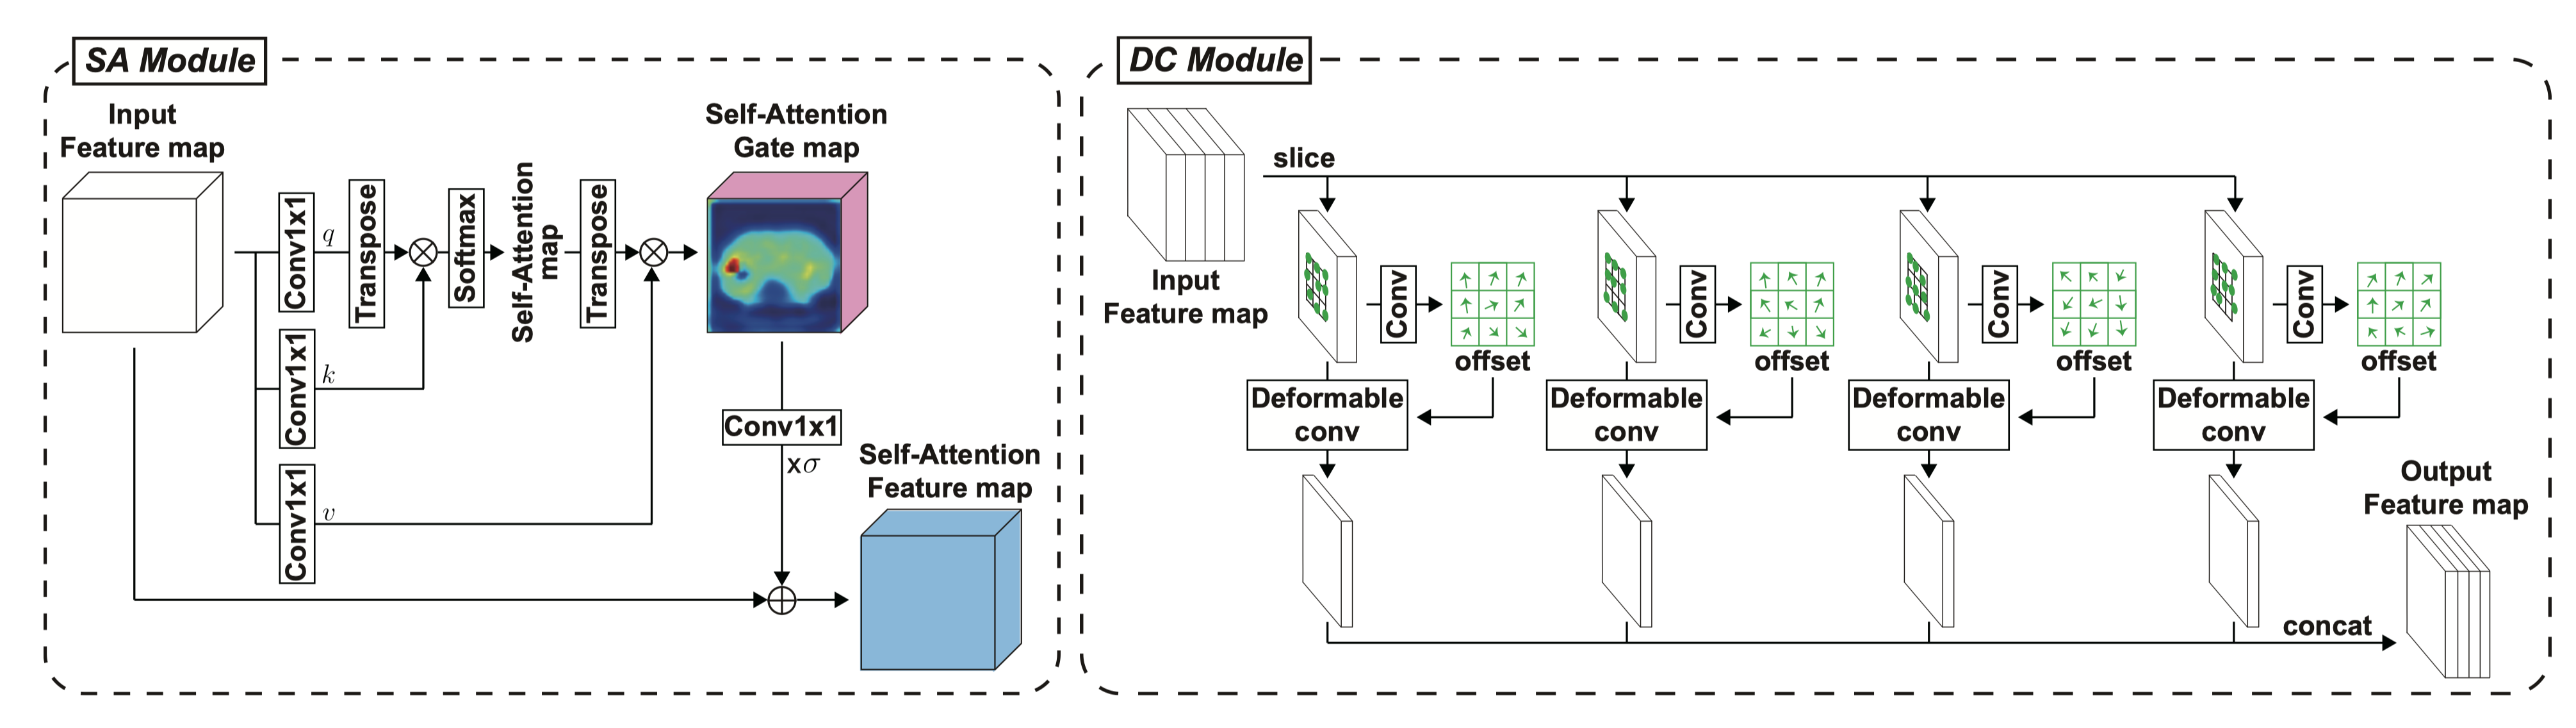 SA Module
Input
Feature map
Conv1x1
q
Transpose
Softmax
Self-Attention
map
Transpose
Self-Attention
Gate map
Conv1x1
k
Conv1x1
v
Conv1x1
xσ
Self-Attention
Feature map
DC Module
Input
Feature map
slice
Conv
offset
Deformable
conv
Conv
offset
Deformable
conv
Conv
offset
Deformable
conv
Conv
offset
Deformable
conv
concat
Output
Feature map